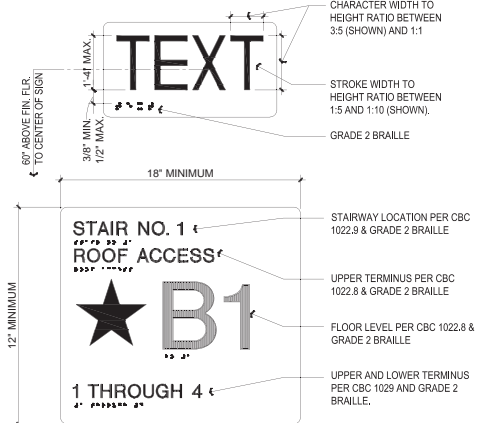 CHARACTER WIDTH TO
HEIGHT RATIO BETWEEN
3:5 (SHOWN) AND 1:1
TEXT
1'-4" MAX.
STROKE WIDTH TO
HEIGHT RATIO BETWEEN
1:5 AND 1:10 (SHOWN).
60" ABOVE FIN. FLR.
TO CENTER OF SIGN
3/8" MIN.
1/2" MAX.
GRADE 2 BRAILLE
18" MINIMUM
12" MINIMUM
STAIR NO. 1
STAIRWAY LOCATION PER CBC
1022.9 & GRADE 2 BRAILLE
ROOF ACCESS
UPPER TERMINUS PER CBC
1022.8 & GRADE 2 BRAILLE
B1
FLOOR LEVEL PER CBC 1022.8 &
GRADE 2 BRAILLE
1 THROUGH 4
UPPER AND LOWER TERMINUS
PER CBC 1029 AND GRADE 2
BRAILLE.